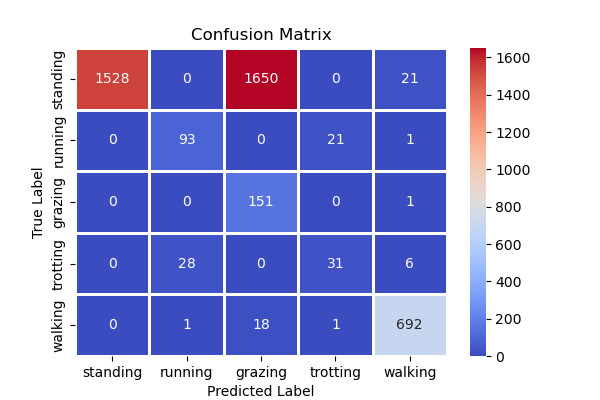 Confusion Matrix
standing 1528 0 1650 0 21
running 0 93 0 21 1
grazing 0 0 151 0 1
trotting 0 28 0 31 6
walking 0 1 18 1 692
standing running grazing trotting walking
Predicted Label
True Label
1600
1400
1200
1000
800
600
400
200
0